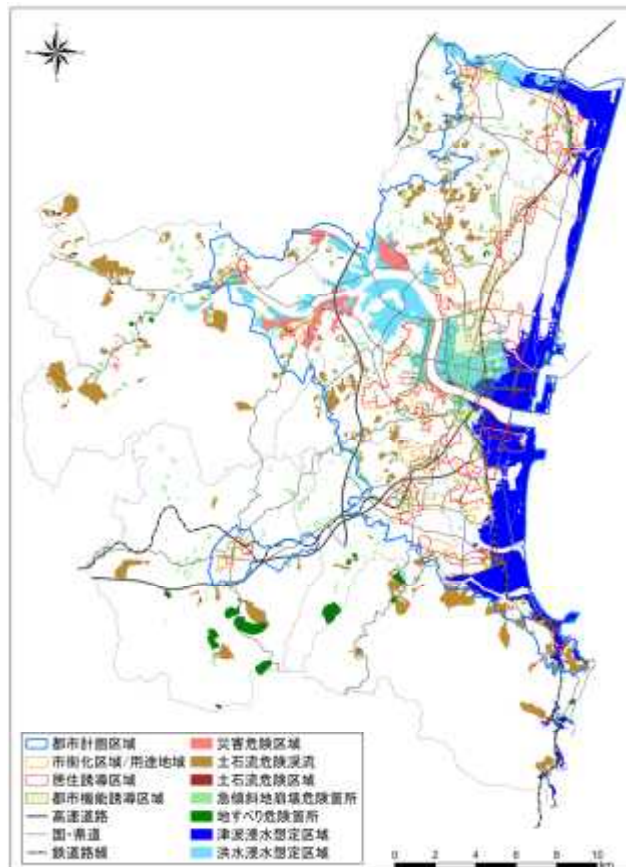 都市計画区域
市街化区域/用途地域
居住誘導区域
都市機能誘導区域
高速道路
国・県道
鉄道路線
災害危険区域
土石流危険渓流
土石流危険区域
急傾斜地崩壊危険箇所
地すべり危険箇所
津波浸水想定区域
洪水浸水想定区域
0 2 4 6 8 10
km